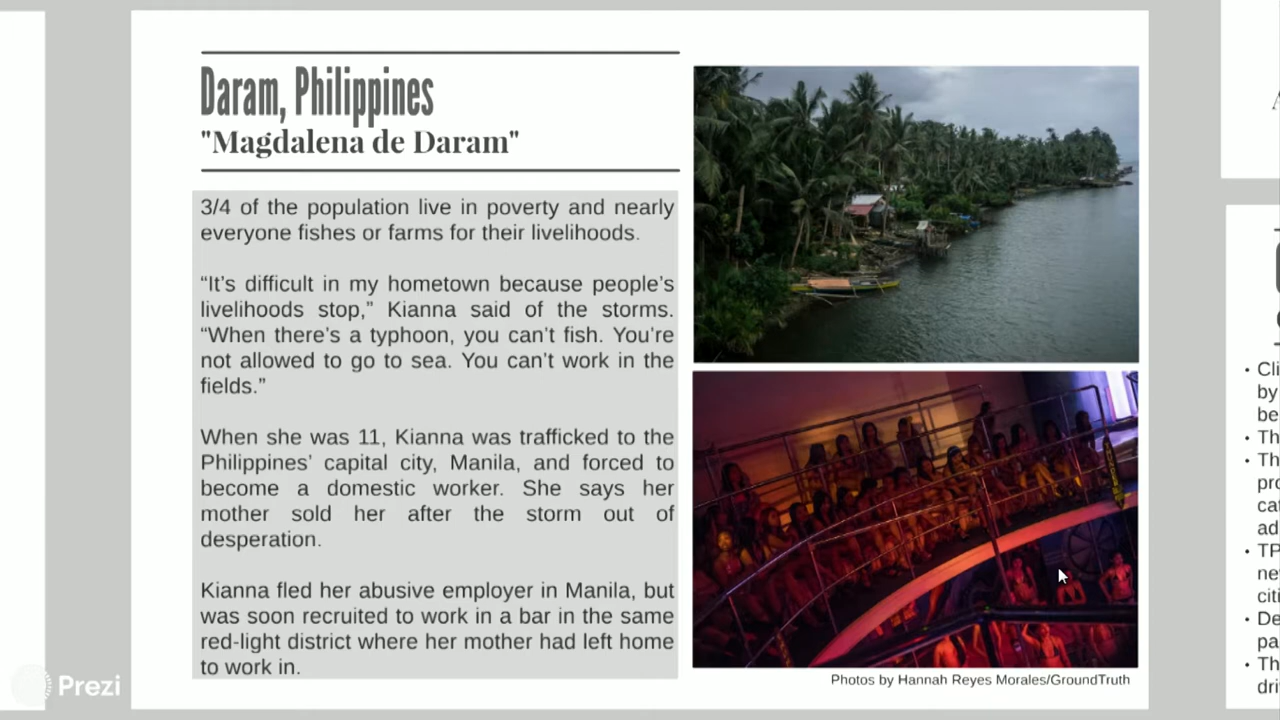 Daram, Philippines
"Magdalena de Daram"
3/4 of the population live in poverty and nearly
everyone fishes or farms for their livelihoods.
“It’s difficult in my hometown because people’s
livelihoods stop,” Kianna said of the storms.
“When there’s a typhoon, you can’t fish. You’re
not allowed to go to sea. You can’t work in the
fields.”
When she was 11, Kianna was trafficked to the
Philippines’ capital city, Manila, and forced to
become a domestic worker. She says her
mother sold her after the storm out of
desperation.
Kianna fled her abusive employer in Manila, but
was soon recruited to work in a bar in the same
red-light district where her mother had left home
to work in.
Photos by Hannah Reyes Morales/GroundTruth
Prezi
by